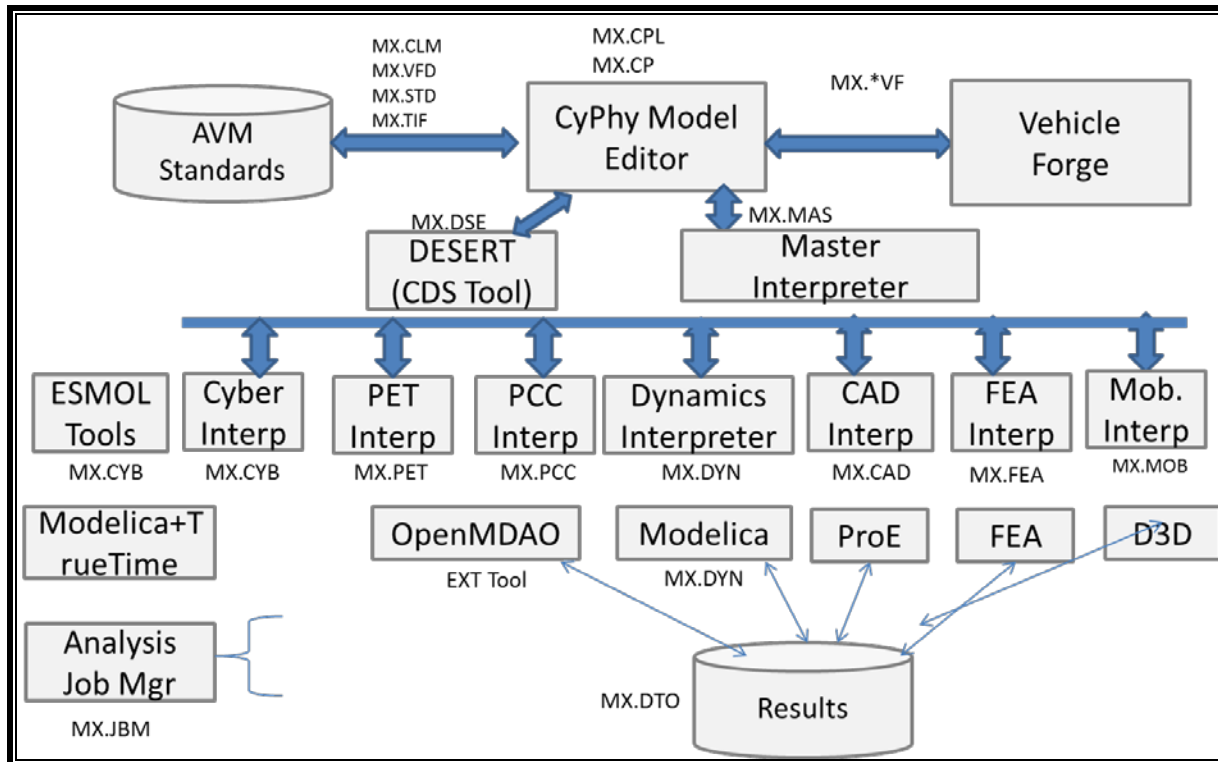 MX.CLM
MX.VFD
MX.STD
MX.TIF
MX.CPL
MX.CP
MX.*VF
AVM
Standards
CyPhy Model
Editor
Vehicle
Forge
MX.DSE
MX.MAS
DESERT
(CDS Tool)
Master
Interpreter
ESMOL
Tools
MX.CYB
Cyber
Interp
MX.CYB
PET
Interp
MX.PET
PCC
Interp
MX.PCC
Dynamics
Interpreter
MX.DYN
CAD
Interp
MX.CAD
FEA
Interp
MX.FEA
Mob.
Interp
MX.MOB
Modelica+T
rueTime
OpenMDAO
EXT Tool
Modelica
MX.DYN
ProE
FEA
D3D
Analysis
Job Mgr
MX.JBM
MX.DTO
Results